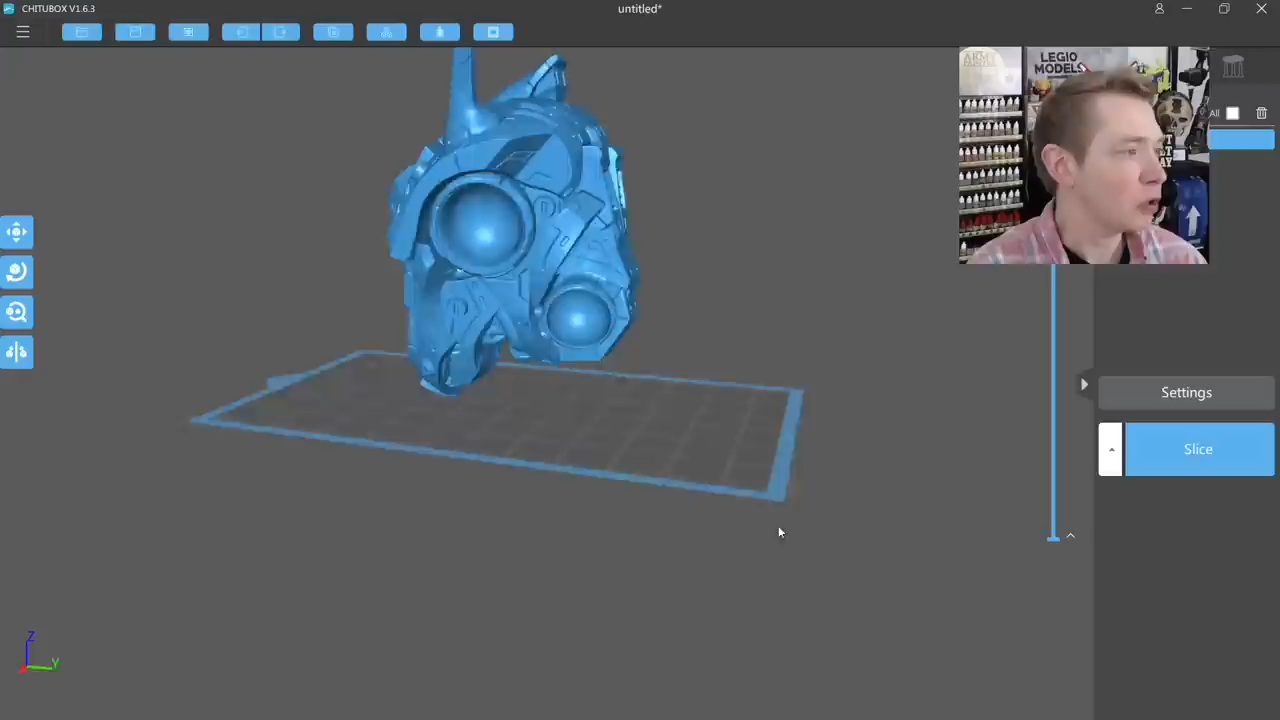 CHITUBOX V1.6.3
untitled*
LEGIO
MODELS
All
Settings
Slice
Z
Y